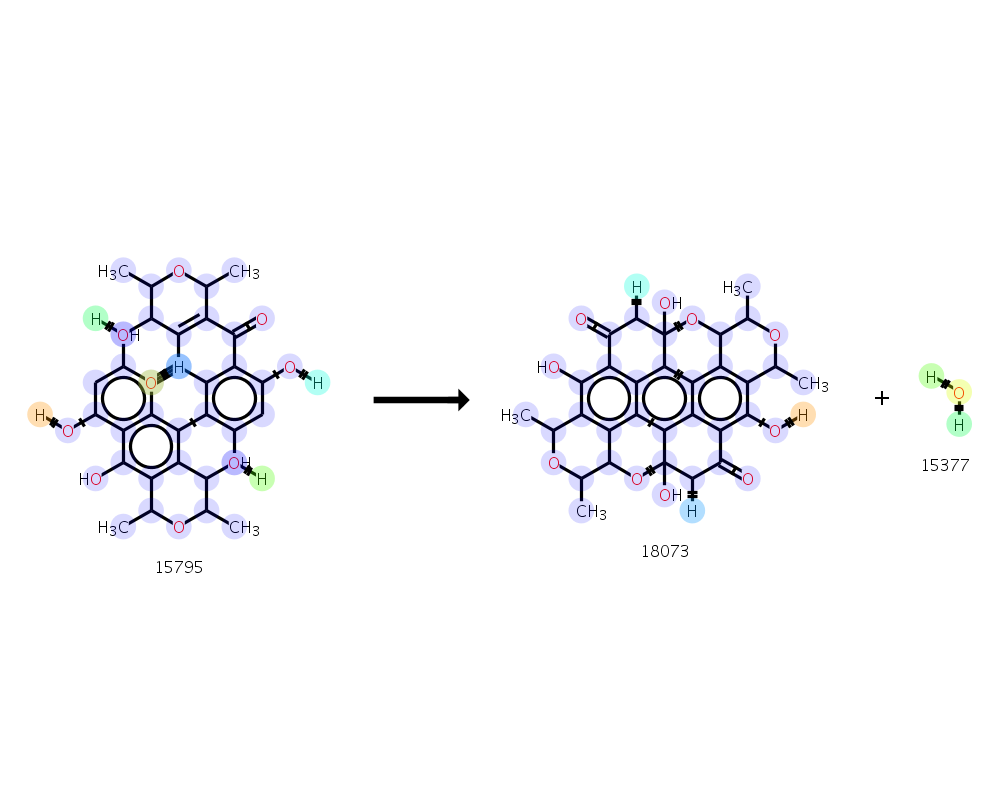 H₃C O CH₃
H OH O
H
O O H
H O
HO OH H
H₃C O CH₃
15795
H OH H₃C
O O O
HO CH₃
H₃C O H
O O O
OH
CH₃ H
18073
+
H
O
H
15377